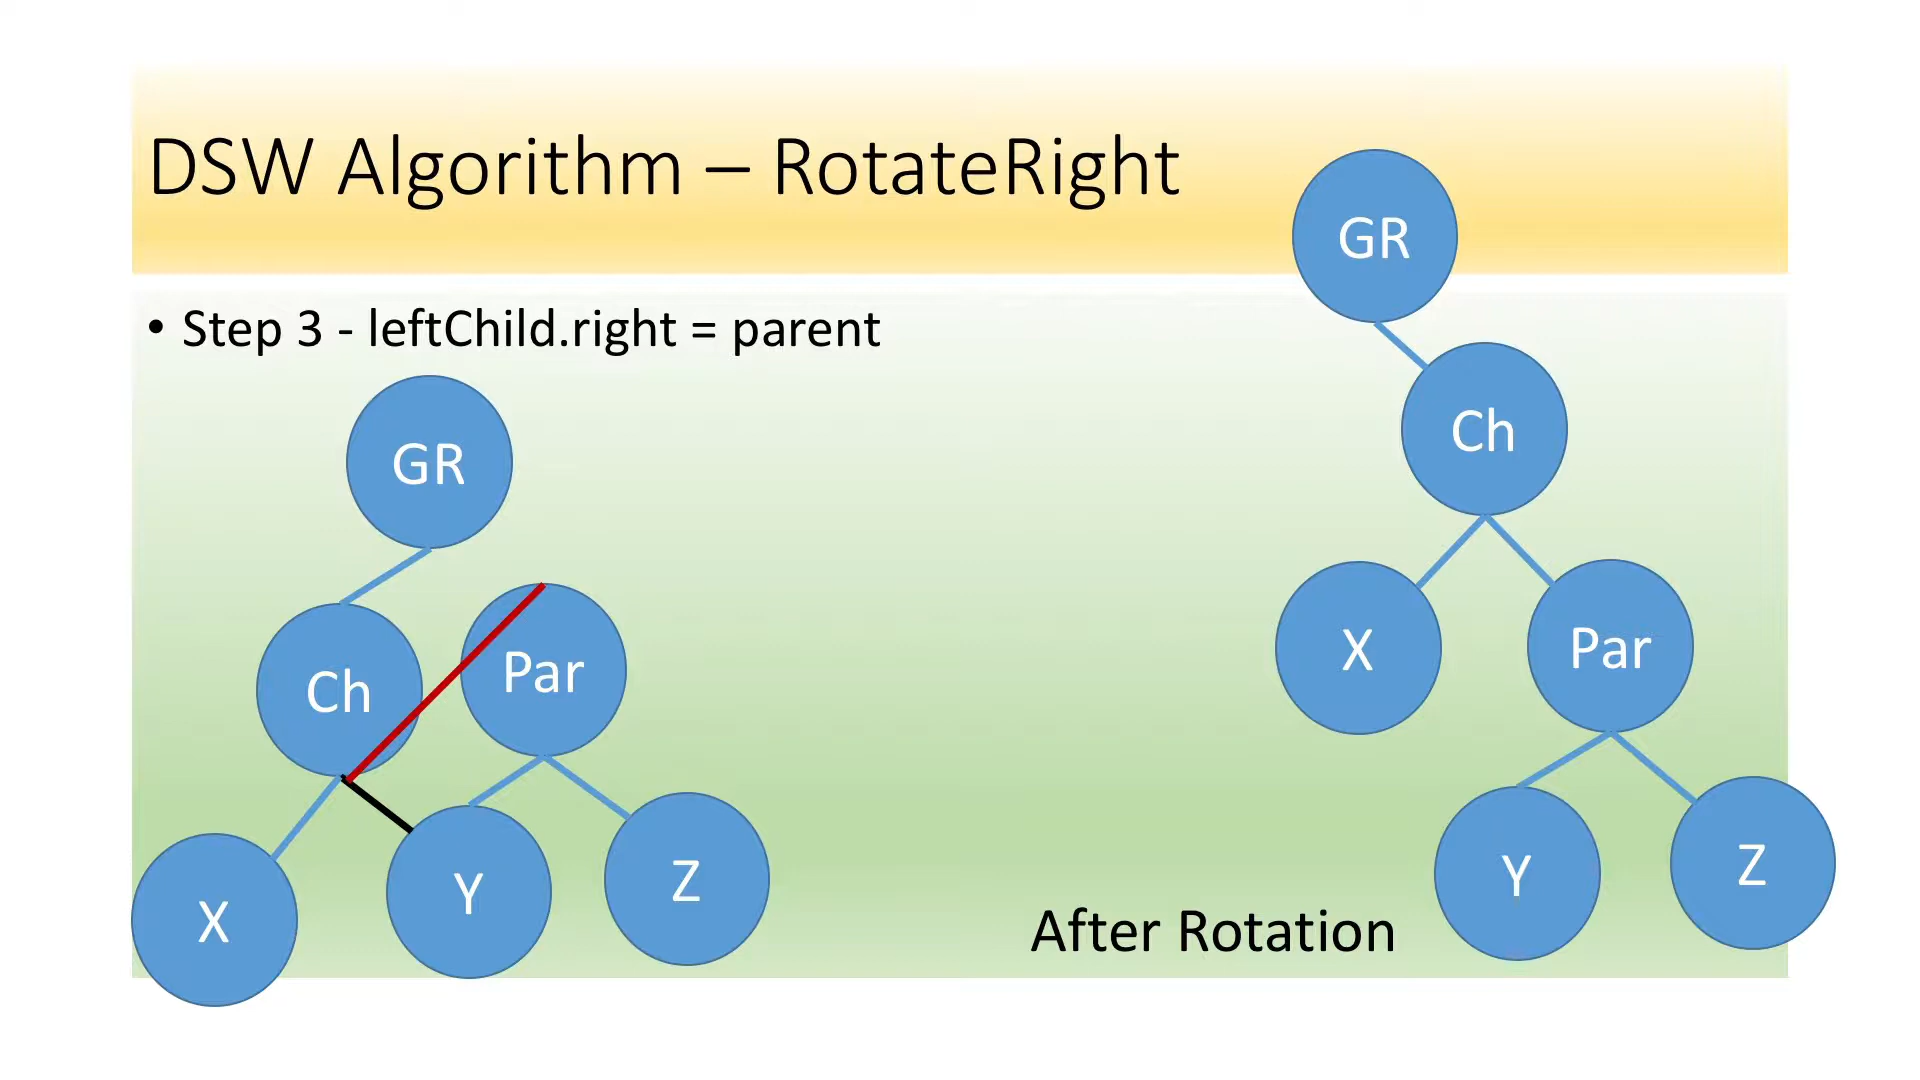 DSW Algorithm – RotateRight
• Step 3 - leftChild.right = parent
GR
Ch
Par
X
Y
Z
GR
Ch
X
Par
Y
Z
After Rotation